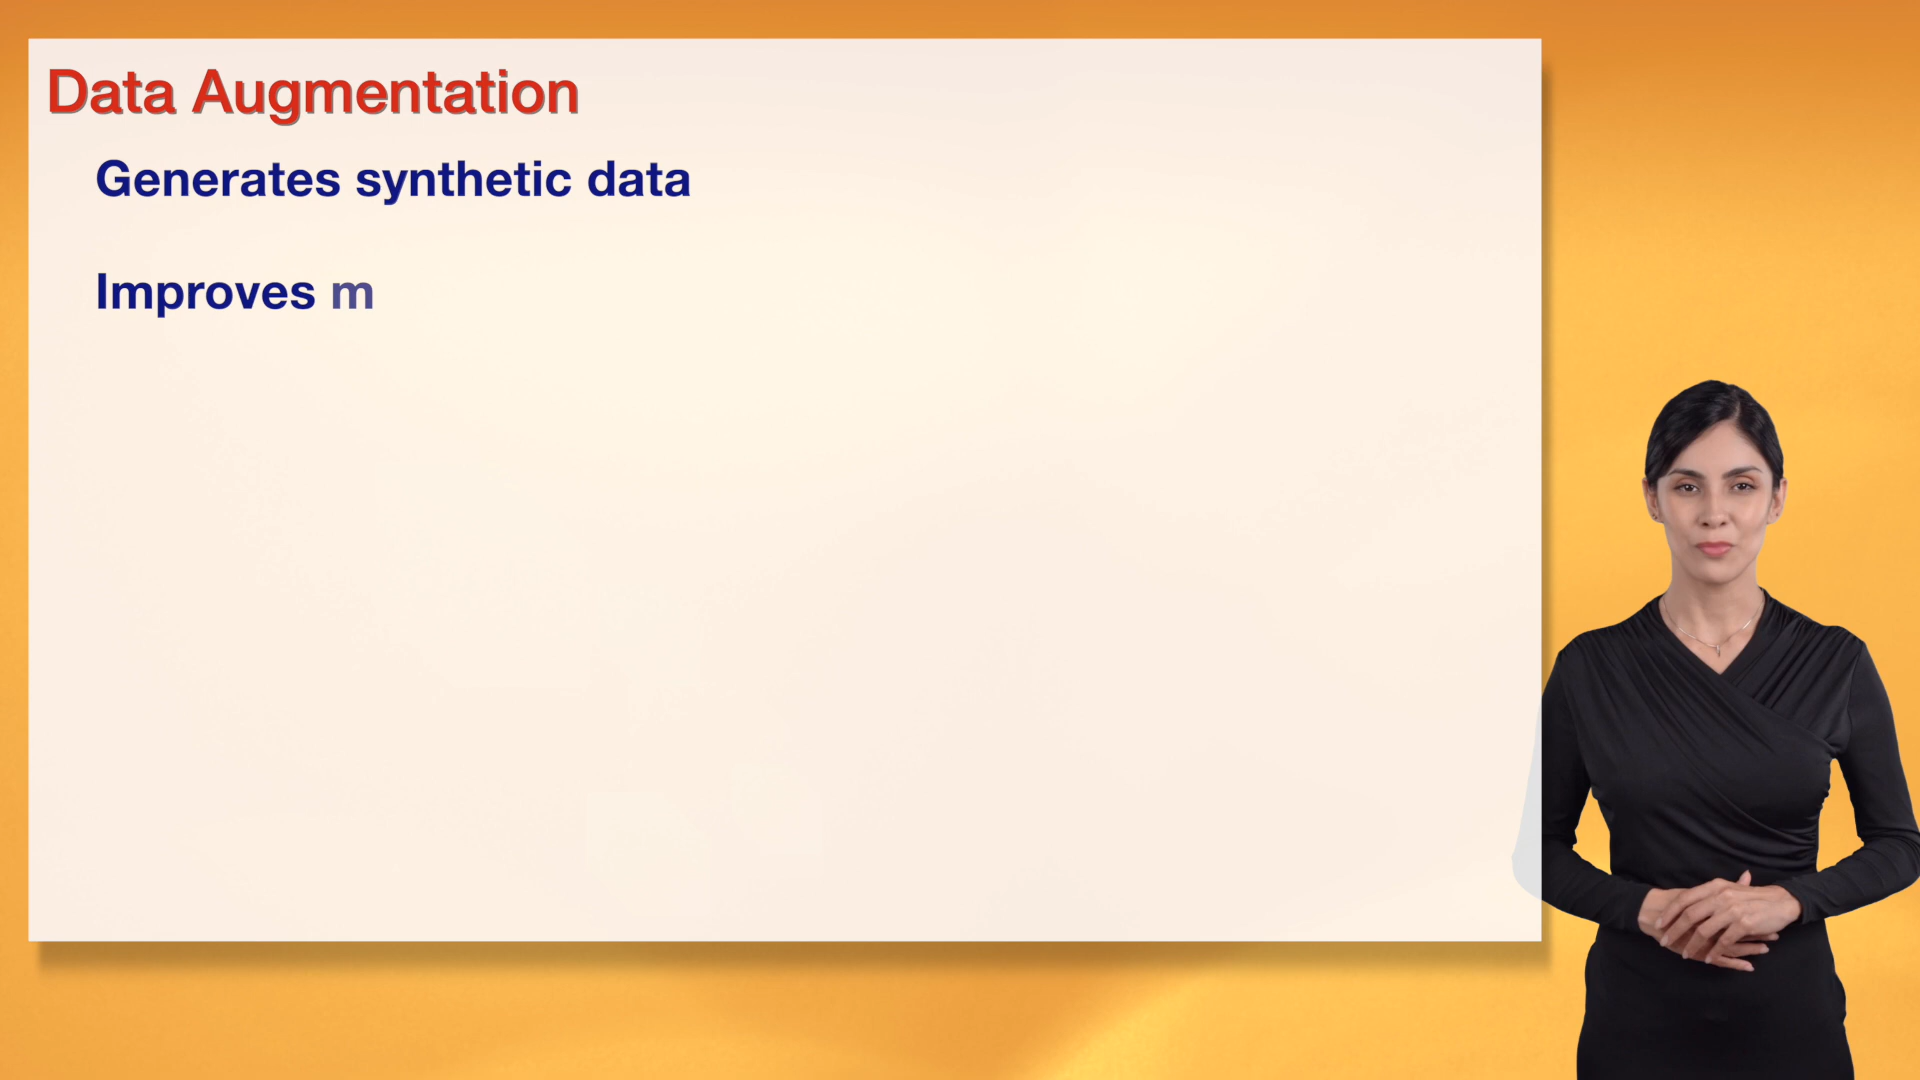 Data Augmentation
Generates synthetic data
Improves m